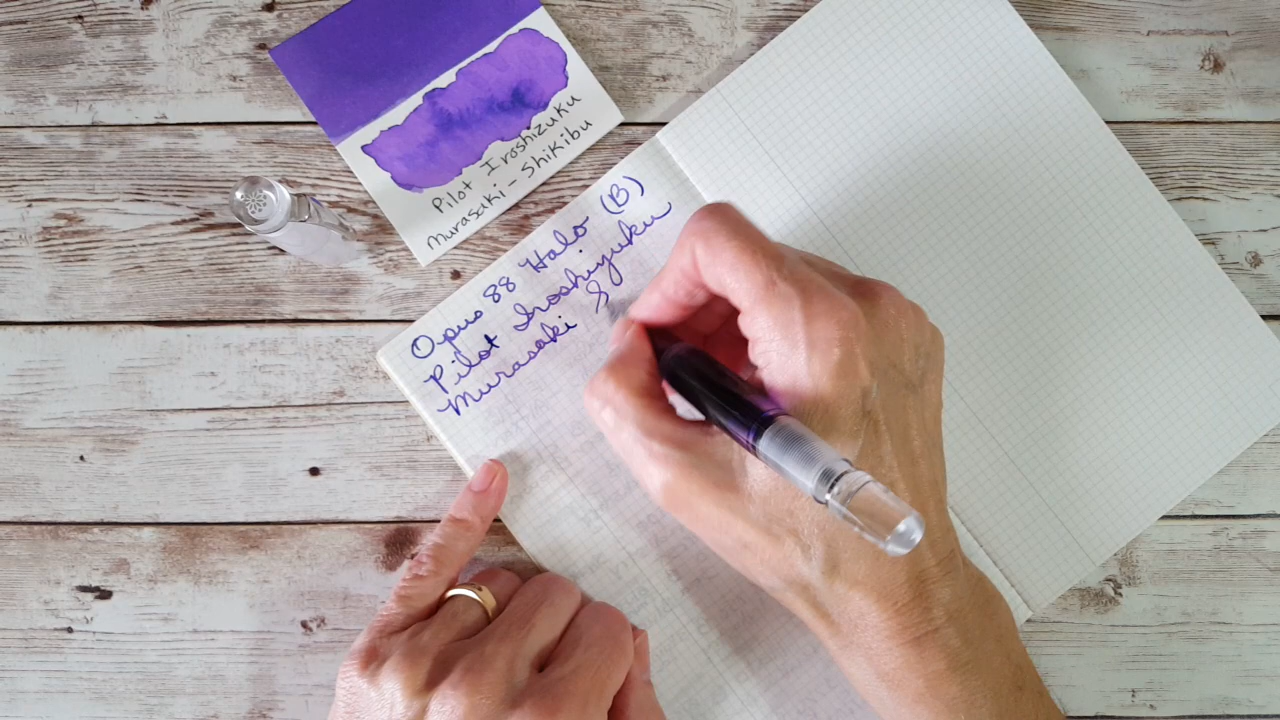 Pilot Iroshizuku
Murasaki-Shikibu
Opus 88 Halo (B)
Pilot Iroshizuku
Murasaki S